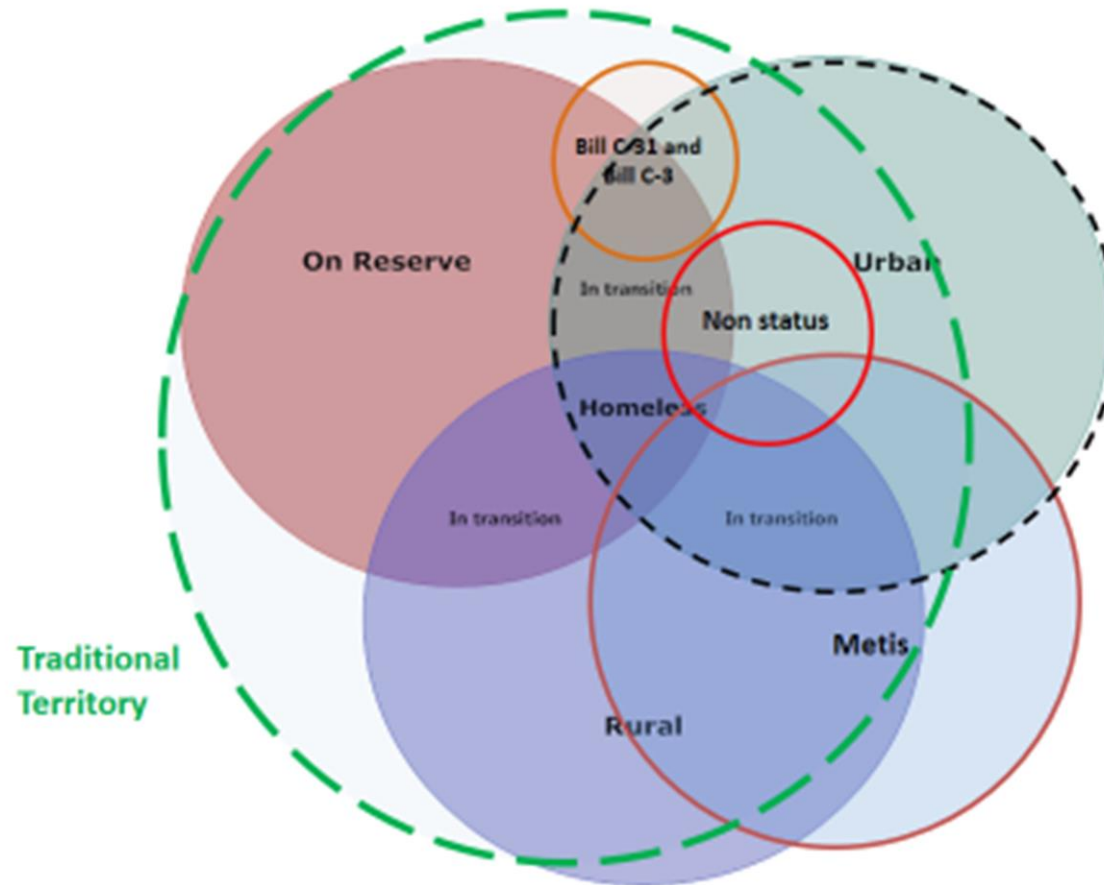 Bill C-31 and
Bill C-3
On Reserve
Urban
In transition
Non status
Homeless
In transition
In transition
Metis
Traditional
Territory
Rural